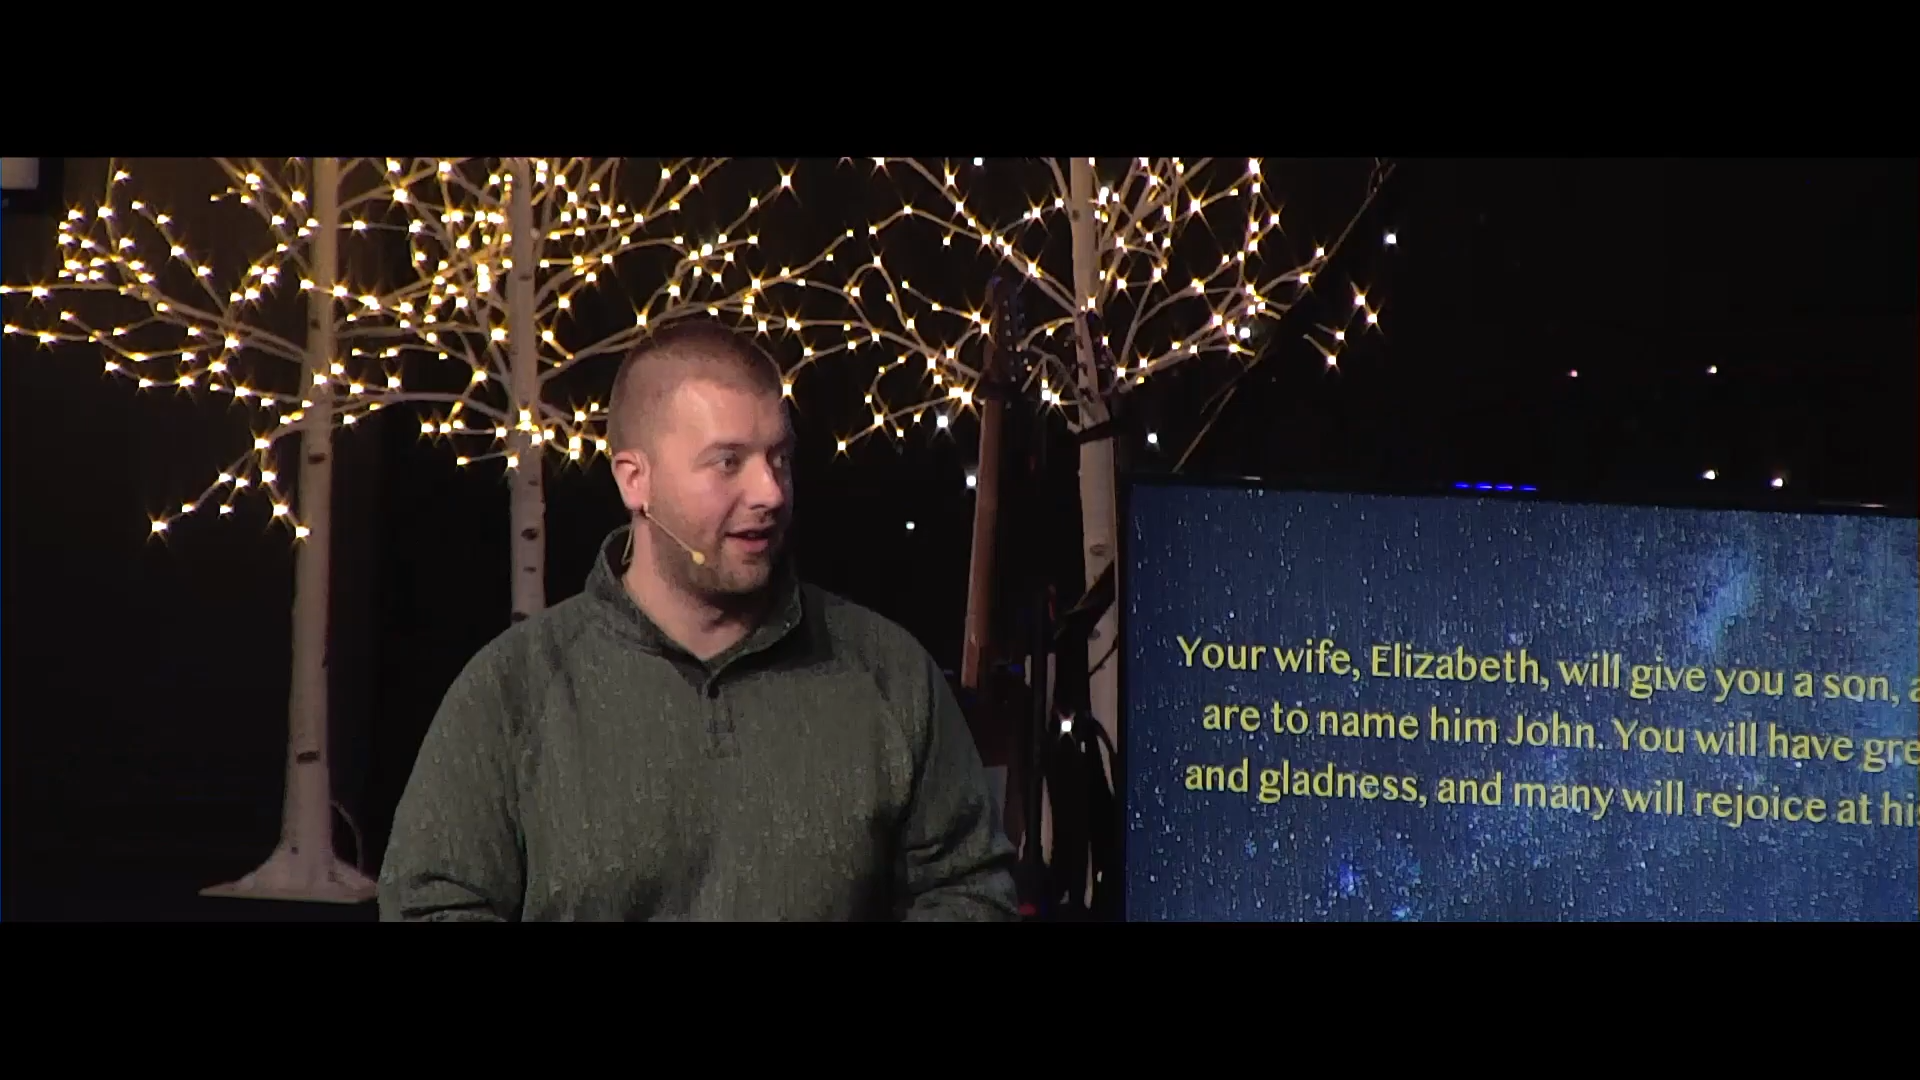 Your wife, Elizabeth, will give you a son,
are to name him John. You will have
and gladness, and many will rejoice at